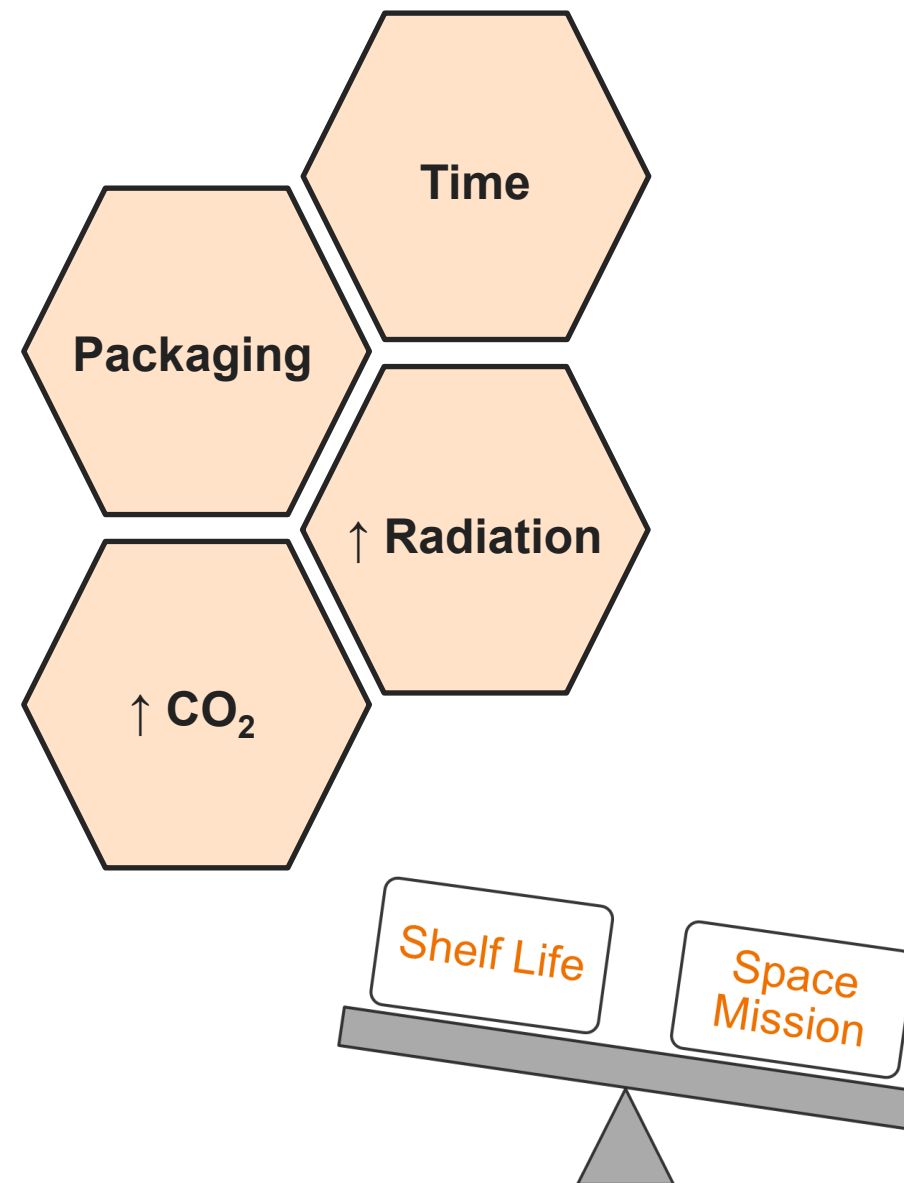 Time
Packaging
↑ Radiation
↑ CO₂
Shelf Life
Space
Mission